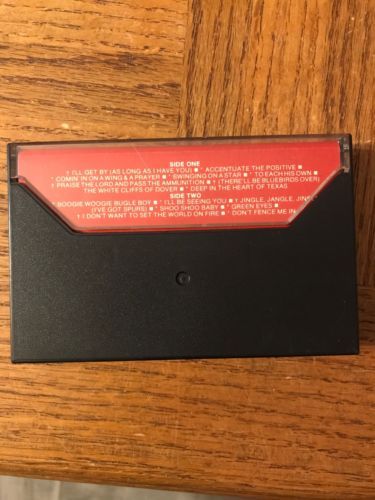 SIDE ONE
† I'LL GET BY (AS LONG AS I HAVE YOU) ■ * ACCENTUATE THE POSITIVE ■
* COMIN' IN ON A WING & A PRAYER ■ * SWINGING ON A STAR ■ * TO EACH HIS OWN ■
† PRAISE THE LORD AND PASS THE AMMUNITION ■ † (THERE'LL BE BLUEBIRDS OVER)
THE WHITE CLIFFS OF DOVER ■ * DEEP IN THE HEART OF TEXAS
SIDE TWO
* BOOGIE WOOGIE BUGLE BOY ■ * I'LL BE SEEING YOU ■ † JINGLE, JANGLE, JINGLE
(I'VE GOT SPURS) ■ * SHOO SHOO BABY ■ * GREEN EYES ■
† I DON'T WANT TO SET THE WORLD ON FIRE ■ * DON'T FENCE ME IN